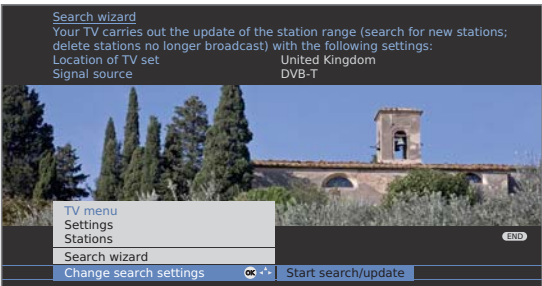 Search wizard
Your TV carries out the update of the station range (search for new stations;
delete stations no longer broadcast) with the following settings:
Location of TV set United Kingdom
Signal source DVB-T
TV menu
Settings
Stations
END
Search wizard
Change search settings OK Start search/update